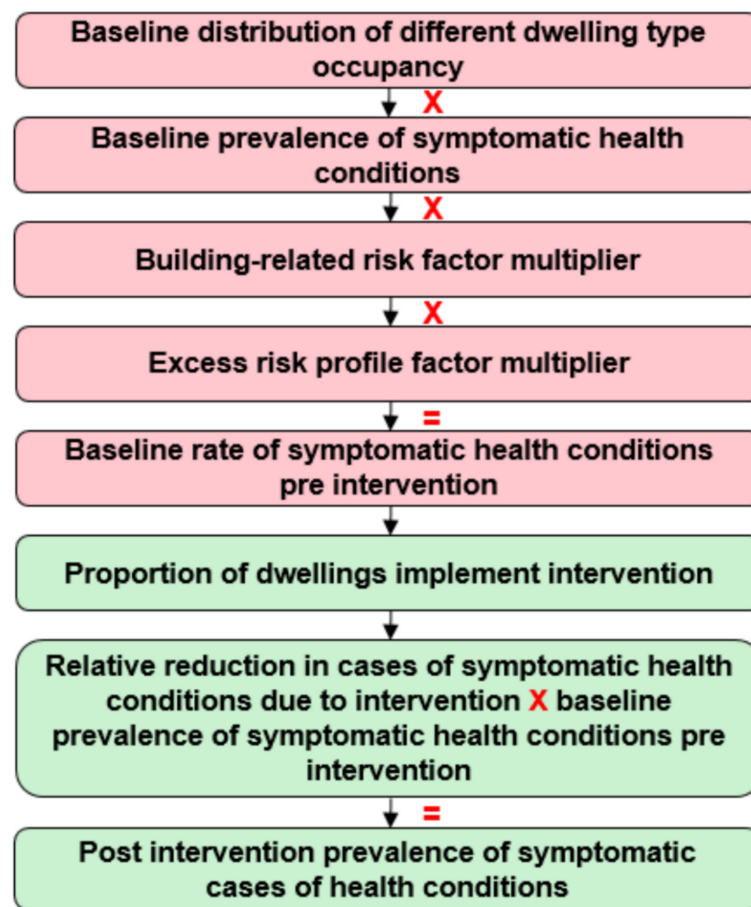 Baseline distribution of different dwelling type
occupancy
X
Baseline prevalence of symptomatic health
conditions
X
Building-related risk factor multiplier
X
Excess risk profile factor multiplier
=
Baseline rate of symptomatic health conditions
pre intervention
Proportion of dwellings implement intervention
Relative reduction in cases of symptomatic health
conditions due to intervention X baseline
prevalence of symptomatic health conditions pre
intervention
=
Post intervention prevalence of symptomatic
cases of health conditions